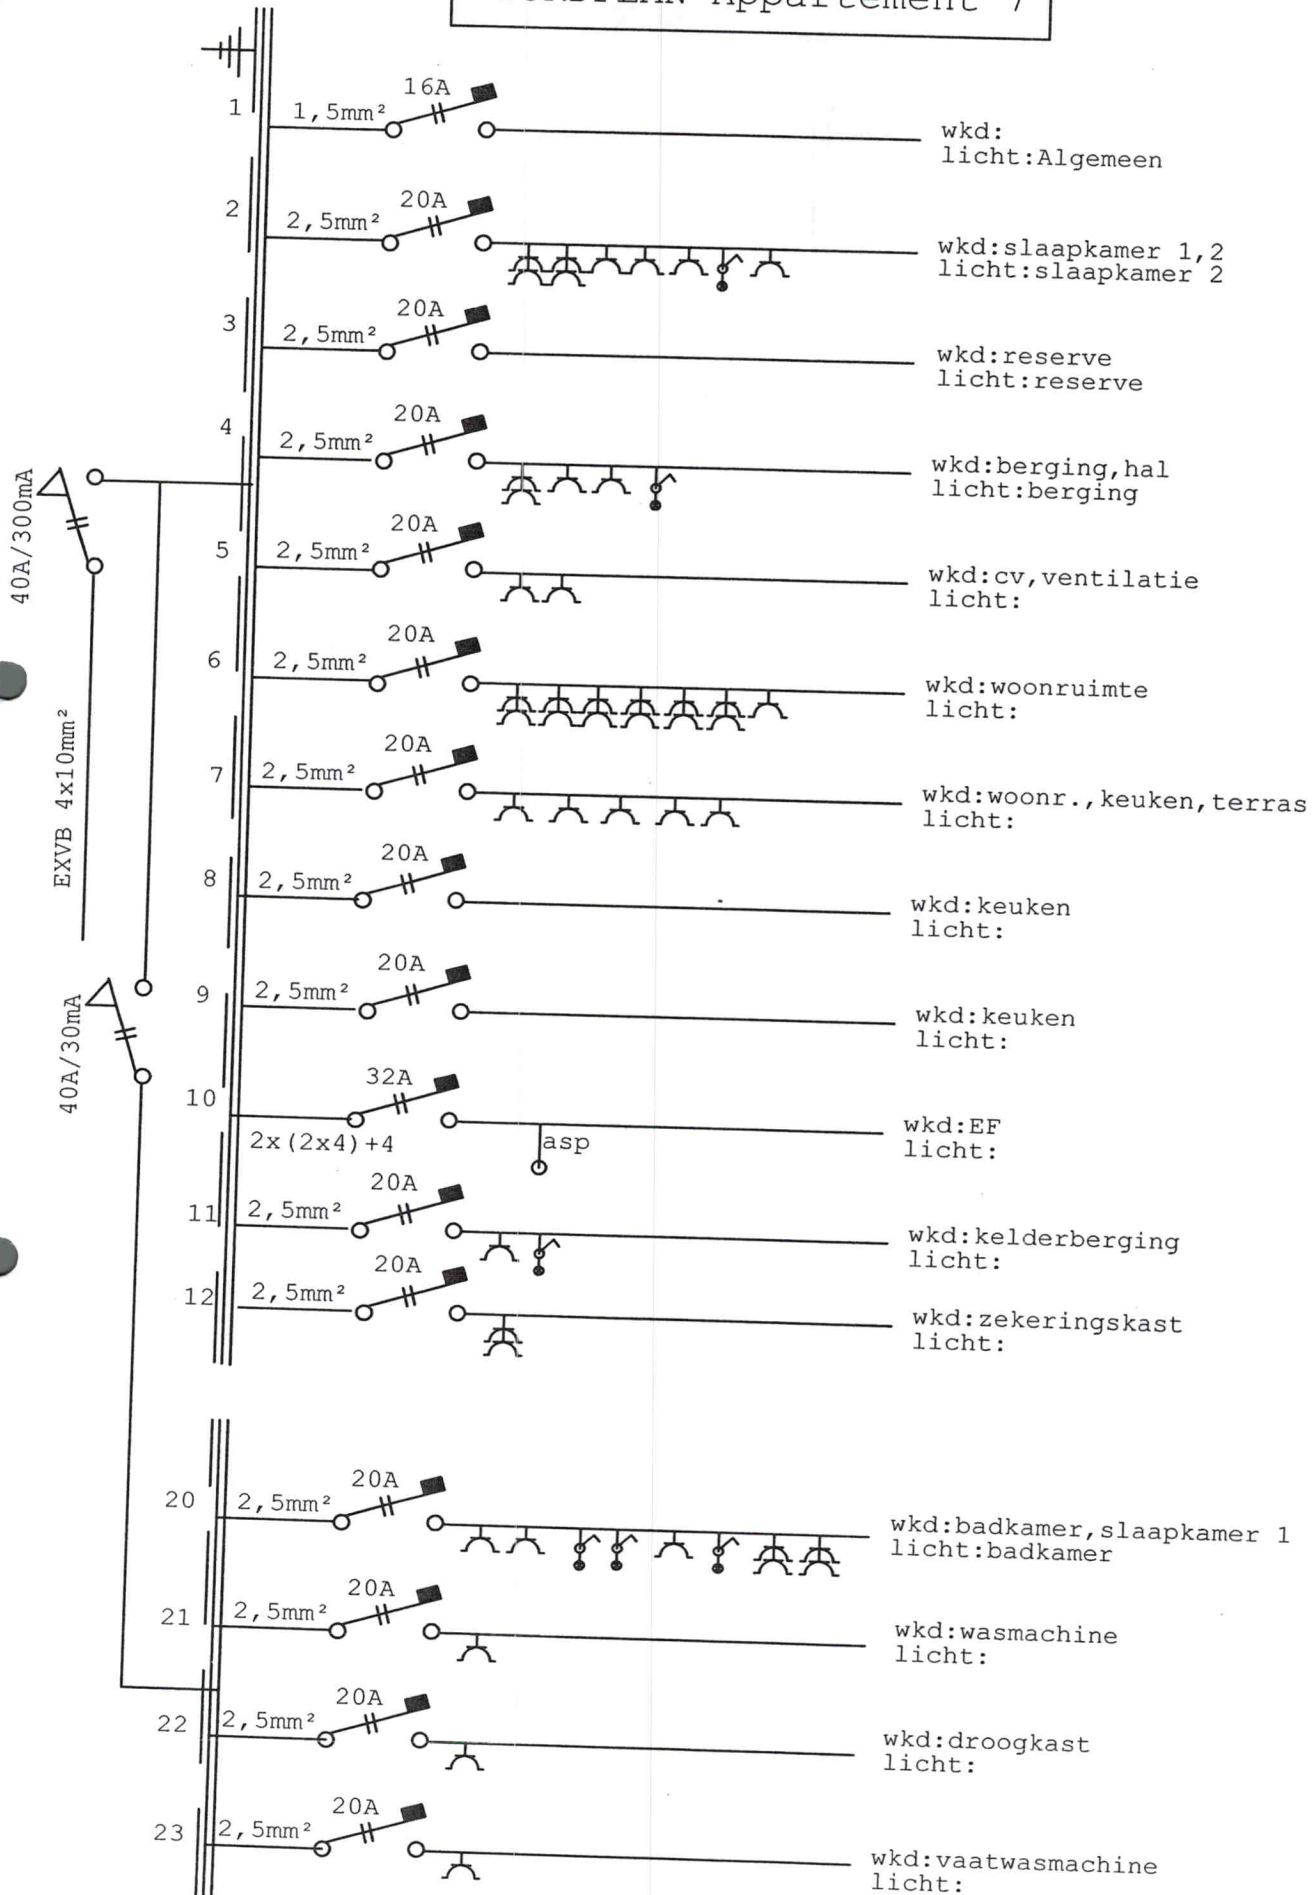 Appartement 7
1
1,5mm²
16A
wkd:
licht:Algemeen
2
2,5mm²
20A
wkd:slaapkamer 1,2
licht:slaapkamer 2
3
2,5mm²
20A
wkd:reserve
licht:reserve
4
2,5mm²
20A
wkd:berging,hal
licht:berging
40A/300mA
5
2,5mm²
20A
wkd:cv,ventilatie
licht:
6
2,5mm²
20A
wkd:woonruimte
licht:
EXVB 4x10mm²
7
2,5mm²
20A
wkd:woonr.,keuken,terras
licht:
8
2,5mm²
20A
wkd:keuken
licht:
9
2,5mm²
20A
wkd:keuken
licht:
40A/30mA
10
32A
2x(2x4)+4
asp
wkd:EF
licht:
11
2,5mm²
20A
wkd:kelderberging
licht:
12
2,5mm²
20A
wkd:zekeringskast
licht:
20
2,5mm²
20A
wkd:badkamer,slaapkamer 1
licht:badkamer
21
2,5mm²
20A
wkd:wasmachine
licht:
22
2,5mm²
20A
wkd:droogkast
licht:
23
2,5mm²
20A
wkd:vaatwasmachine
licht: